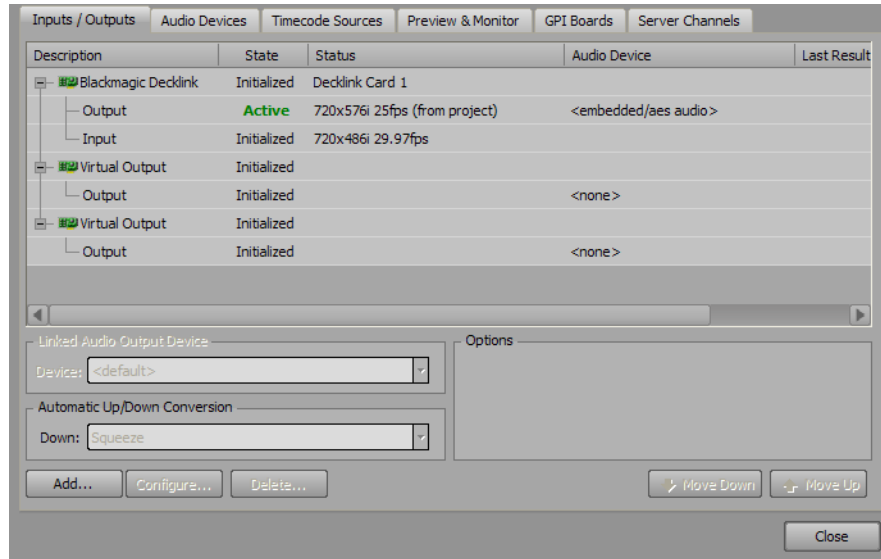 Inputs / Outputs Audio Devices Timecode Sources Preview & Monitor GPI Boards Server Channels
Description State Status Audio Device Last Result
Blackmagic Decklink Initialized Decklink Card 1
Output Active 720x576i 25fps (from project) <embedded/aes audio>
Input Initialized 720x486i 29.97fps
Virtual Output Initialized
Output Initialized <none>
Virtual Output Initialized
Output Initialized <none>
Linked Audio Output Device Options
Device: <default>
Automatic Up/Down Conversion
Down: Squeeze
Add... Configure... Delete... Move Down Move Up
Close